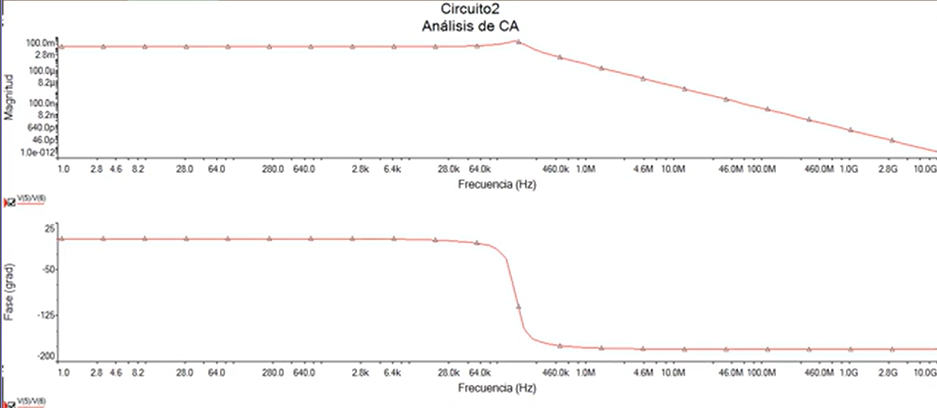 Circuito2
Análisis de CA
Magnitud
100.0m
2.8m
100.0µ
8.2µ
100.0n
8.2n
640.0p
46.0p
1.0e-012
1.0 2.8 4.6 8.2 28.0 64.0 280.0 640.0 2.8k 6.4k 28.0k 64.0k 460.0k 1.0M 4.6M 10.0M 46.0M 100.0M 460.0M 1.0G 2.8G 10.0G
Frecuencia (Hz)
V(5)/V(6)
Fase (grad)
25
-50
-125
-200
1.0 2.8 4.6 8.2 28.0 64.0 280.0 640.0 2.8k 6.4k 28.0k 64.0k 460.0k 1.0M 4.6M 10.0M 46.0M 100.0M 460.0M 1.0G 2.8G 10.0G
Frecuencia (Hz)
V(5)/V(6)